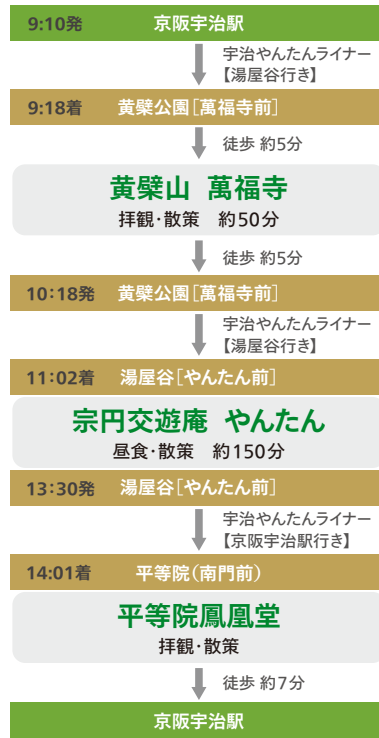 9:10発 京阪宇治駅
宇治やんたんライナー
【湯屋谷行き】
9:18着 黄檗公園［萬福寺前］
徒歩 約5分
黄檗山 萬福寺
拝観・散策 約50分
徒歩 約5分
10：18発 黄檗公園［萬福寺前］
宇治やんたんライナー
【湯屋谷行き】
11：02着 湯屋谷［やんたん前］
宗円交遊庵 やんたん
昼食・散策 約150分
13：30発 湯屋谷［やんたん前］
宇治やんたんライナー
【京阪宇治駅行き】
14:01着 平等院（南門前）
平等院鳳凰堂
拝観・散策
徒歩 約7分
京阪宇治駅